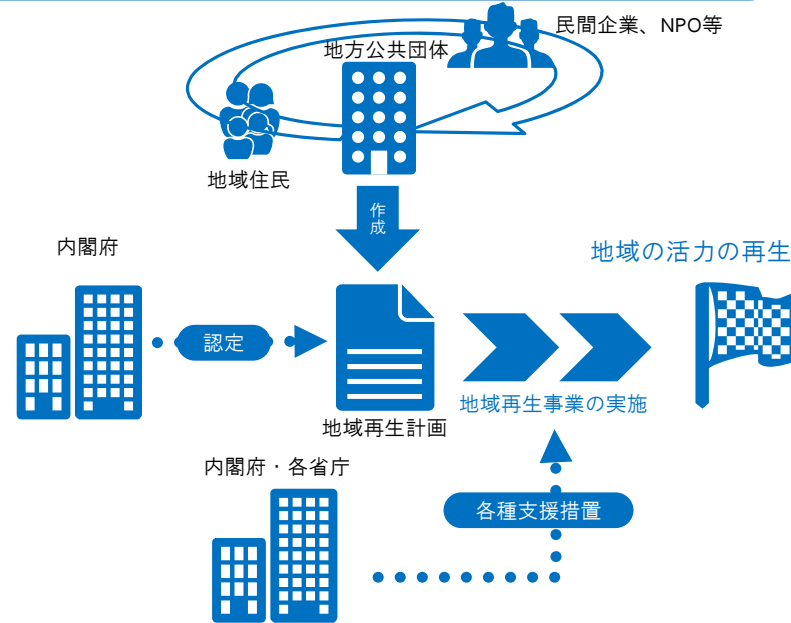 民間企業、NPO等
地方公共団体
地域住民
作成
内閣府
地域の活力の再生
認定
地域再生事業の実施
地域再生計画
内閣府・各省庁
各種支援措置